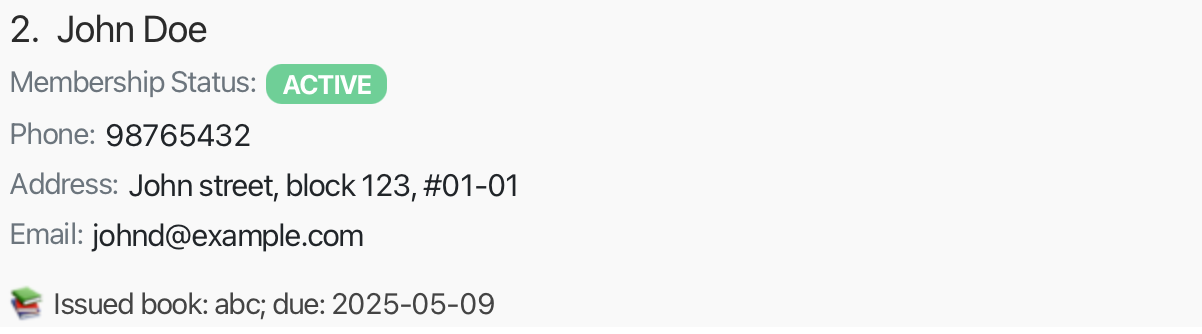 2. John Doe
Membership Status: ACTIVE
Phone: 98765432
Address: John street, block 123, #01-01
Email: johnd@example.com
Issued book: abc; due: 2025-05-09